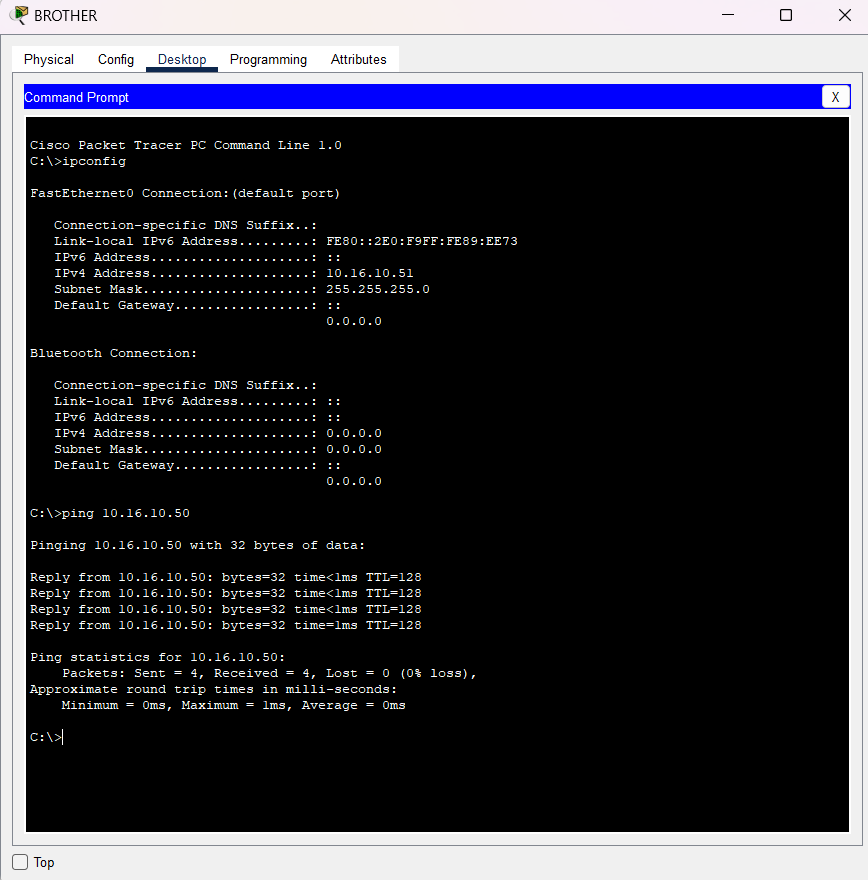 BROTHER
Physical Config Desktop Programming Attributes
Command Prompt X
Cisco Packet Tracer PC Command Line 1.0
C:\>ipconfig
FastEthernet0 Connection:(default port)
Connection-specific DNS Suffix..:
Link-local IPv6 Address.........: FE80::2E0:F9FF:FE89:EE73
IPv6 Address....................: ::
IPv4 Address....................: 10.16.10.51
Subnet Mask.....................: 255.255.255.0
Default Gateway.................: ::
0.0.0.0
Bluetooth Connection:
Connection-specific DNS Suffix..:
Link-local IPv6 Address.........: ::
IPv6 Address....................: ::
IPv4 Address....................: 0.0.0.0
Subnet Mask.....................: 0.0.0.0
Default Gateway.................: ::
0.0.0.0
C:\>ping 10.16.10.50
Pinging 10.16.10.50 with 32 bytes of data:
Reply from 10.16.10.50: bytes=32 time<1ms TTL=128
Reply from 10.16.10.50: bytes=32 time<1ms TTL=128
Reply from 10.16.10.50: bytes=32 time<1ms TTL=128
Reply from 10.16.10.50: bytes=32 time=1ms TTL=128
Ping statistics for 10.16.10.50:
Packets: Sent = 4, Received = 4, Lost = 0 (0% loss),
Approximate round trip times in milli-seconds:
Minimum = 0ms, Maximum = 1ms, Average = 0ms
C:\>
Top